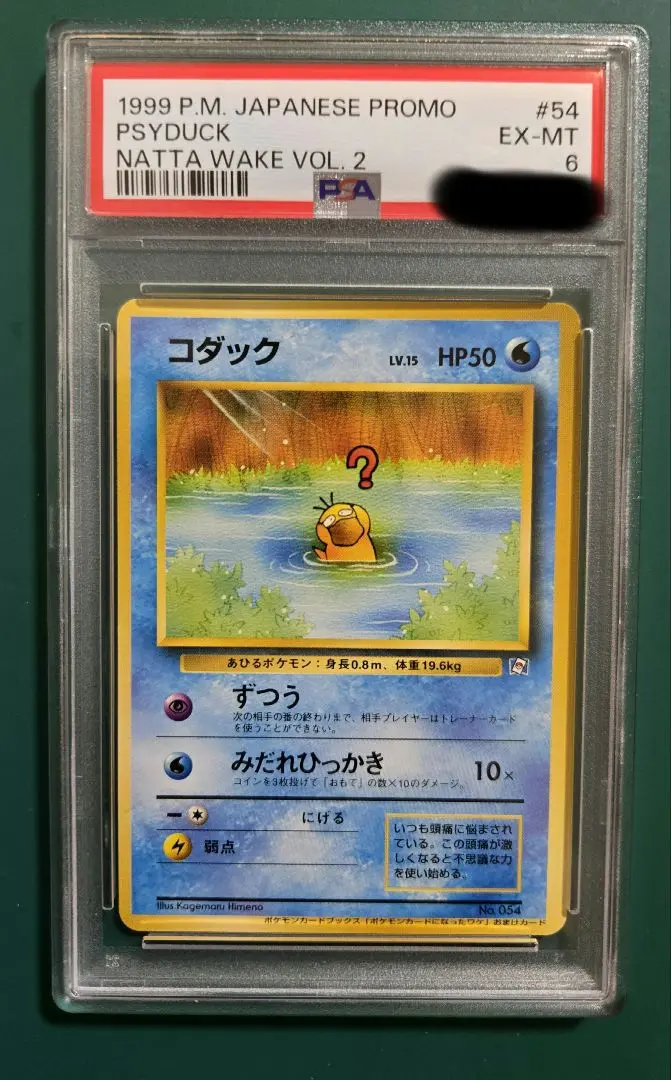 1999 P.M. JAPANESE PROMO #54
PSYDUCK EX-MT
NATTA WAKE VOL. 2 6
PSA
コダック LV.15 HP50
?
あひるポケモン：身長0.8m、体重19.6kg
ずつう
次の相手の番の終わりまで、相手プレイヤーはトレーナーカード
を使うことができない。
みだれひっかき 10×
コインを3枚投げて「おもて」の数×10のダメージ。
にげる
弱点
いつも頭痛に悩まされ
ている。この頭痛が激
しくなると不思議な力
を使い始める。
Illus Kagemaru Himeno No. 054
ポケモンカードブックス「ポケモンカードになったワケ」おまけカード